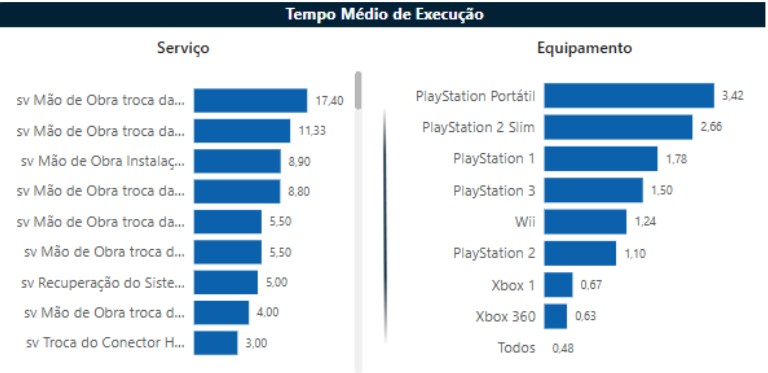 Tempo Médio de Execução
Serviço
sv Mão de Obra troca da... 17,40
sv Mão de Obra troca da... 11,33
sv Mão de Obra Instalaç... 8,90
sv Mão de Obra troca da... 8,80
sv Mão de Obra troca da... 5,50
sv Mão de Obra troca d... 5,50
sv Recuperação do Siste... 5,00
sv Mão de Obra troca d... 4,00
sv Troca do Conector H... 3,00
Equipamento
PlayStation Portátil 3,42
PlayStation 2 Slim 2,66
PlayStation 1 1,78
PlayStation 3 1,50
Wii 1,24
PlayStation 2 1,10
Xbox 1 0,67
Xbox 360 0,63
Todos 0,48